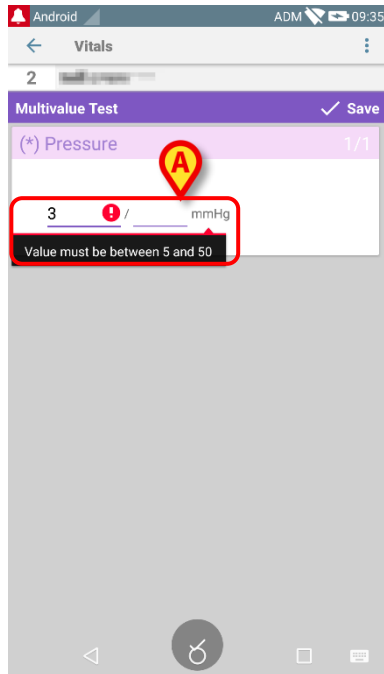 Android ADM 09:35
Vitals
2
Multivalue Test Save
(*) Pressure 1/1
A
3 ! / mmHg
Value must be between 5 and 50